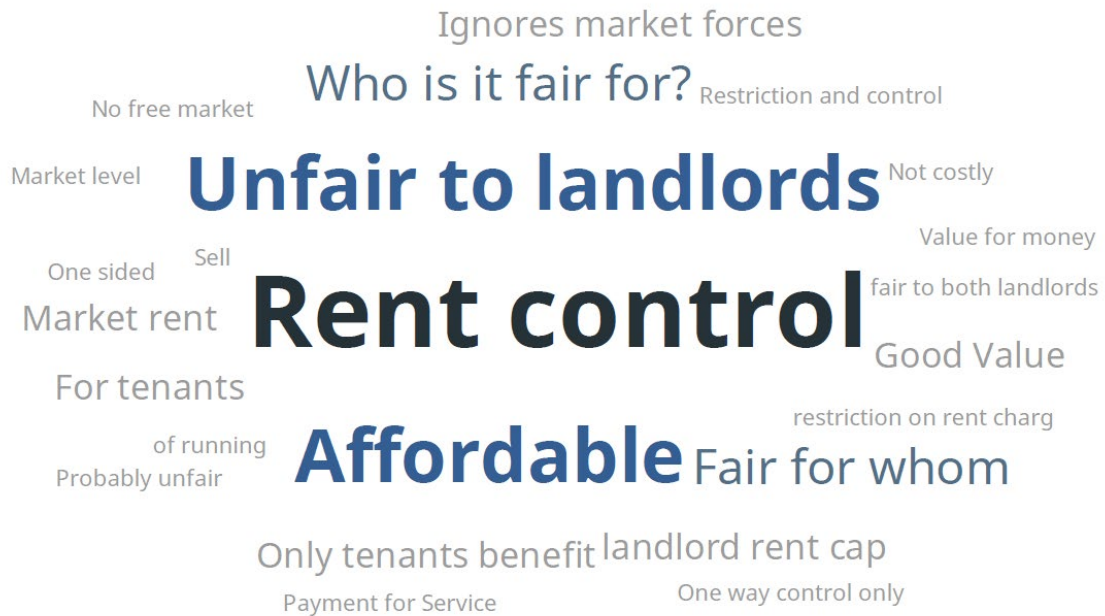 Ignores market forces
Who is it fair for?
Restriction and control
No free market
Market level
Unfair to landlords
Not costly
Value for money
Sell
One sided
Rent control
fair to both landlords
Market rent
Good Value
For tenants
restriction on rent charg
of running
Affordable
Fair for whom
Probably unfair
Only tenants benefit
landlord rent cap
Payment for Service
One way control only